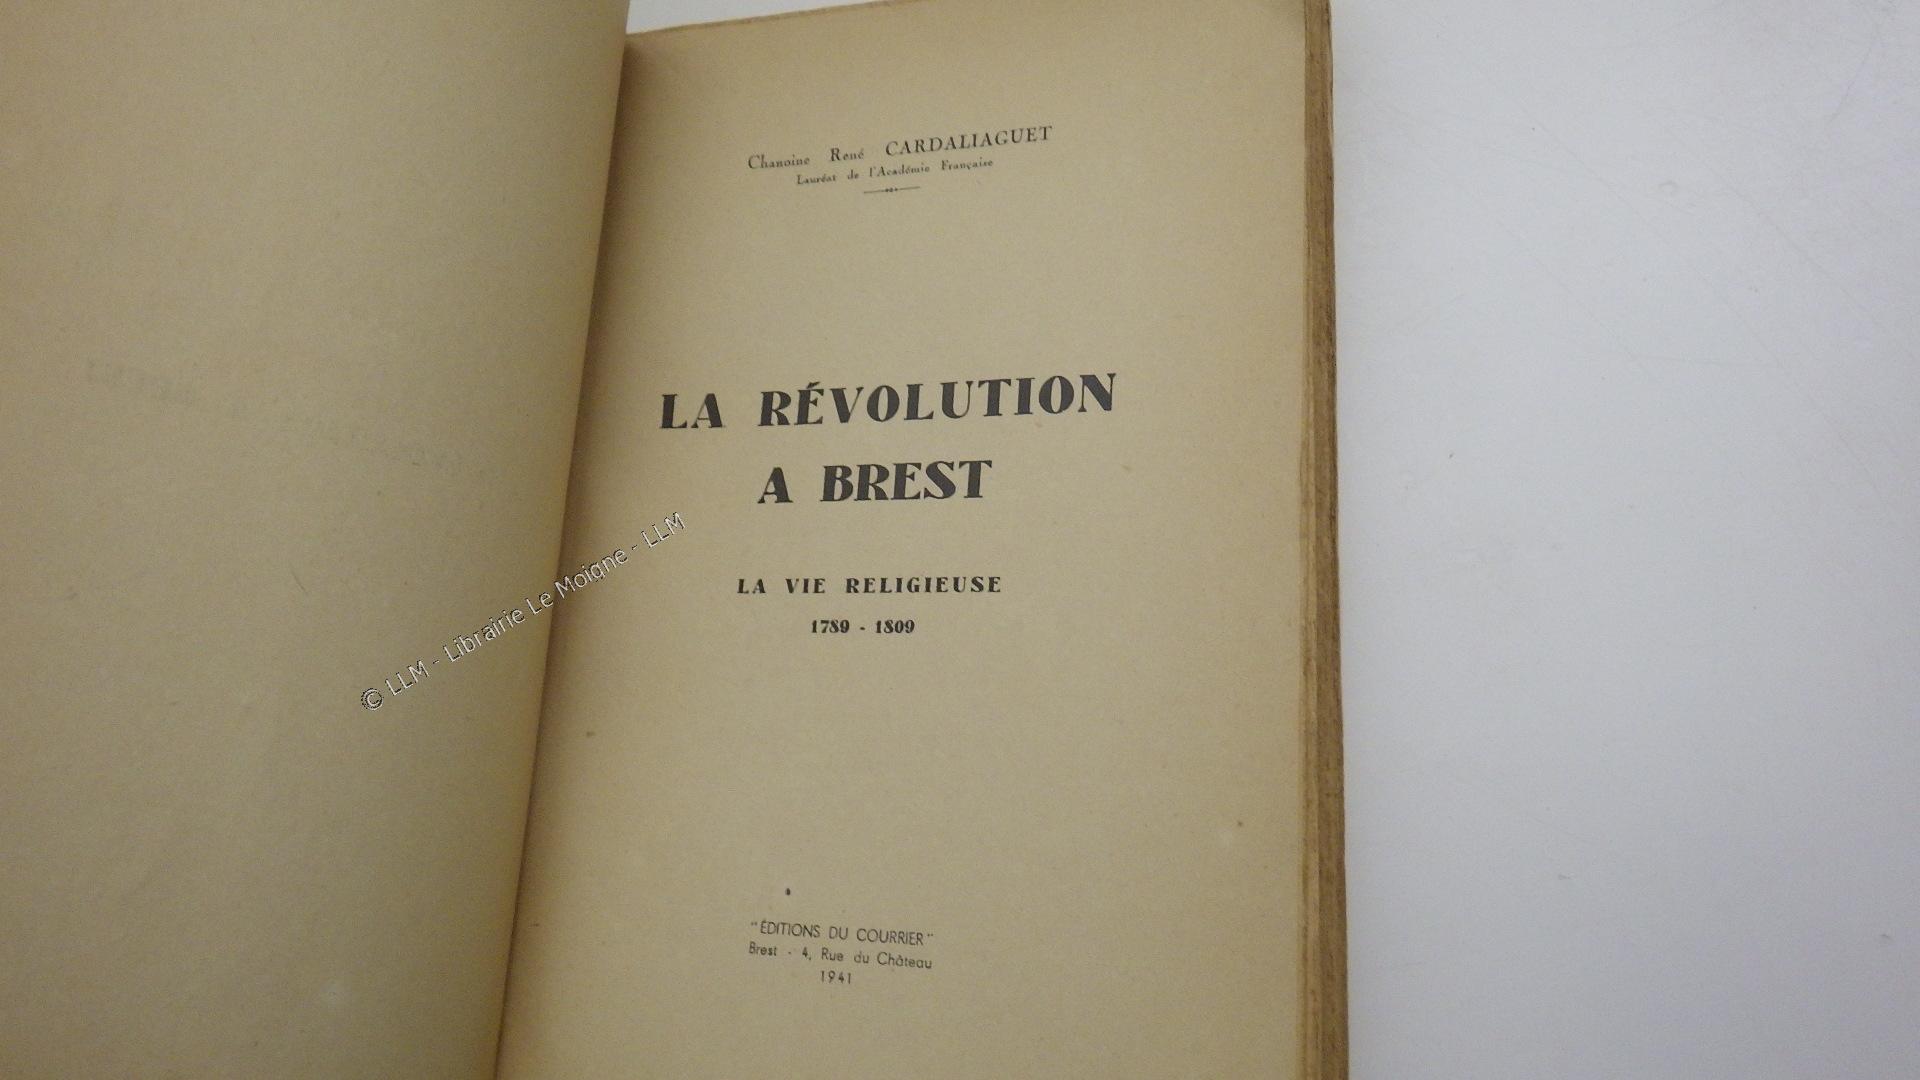 Chanoine René CARDALIAGUET
Lauréat de l'Académie Française
LA RÉVOLUTION
A BREST
LA VIE RELIGIEUSE
1789 - 1809
© LLM - Librairie Le Moigne - LLM
"ÉDITIONS DU COURRIER"
Brest - 4, Rue du Château
1941